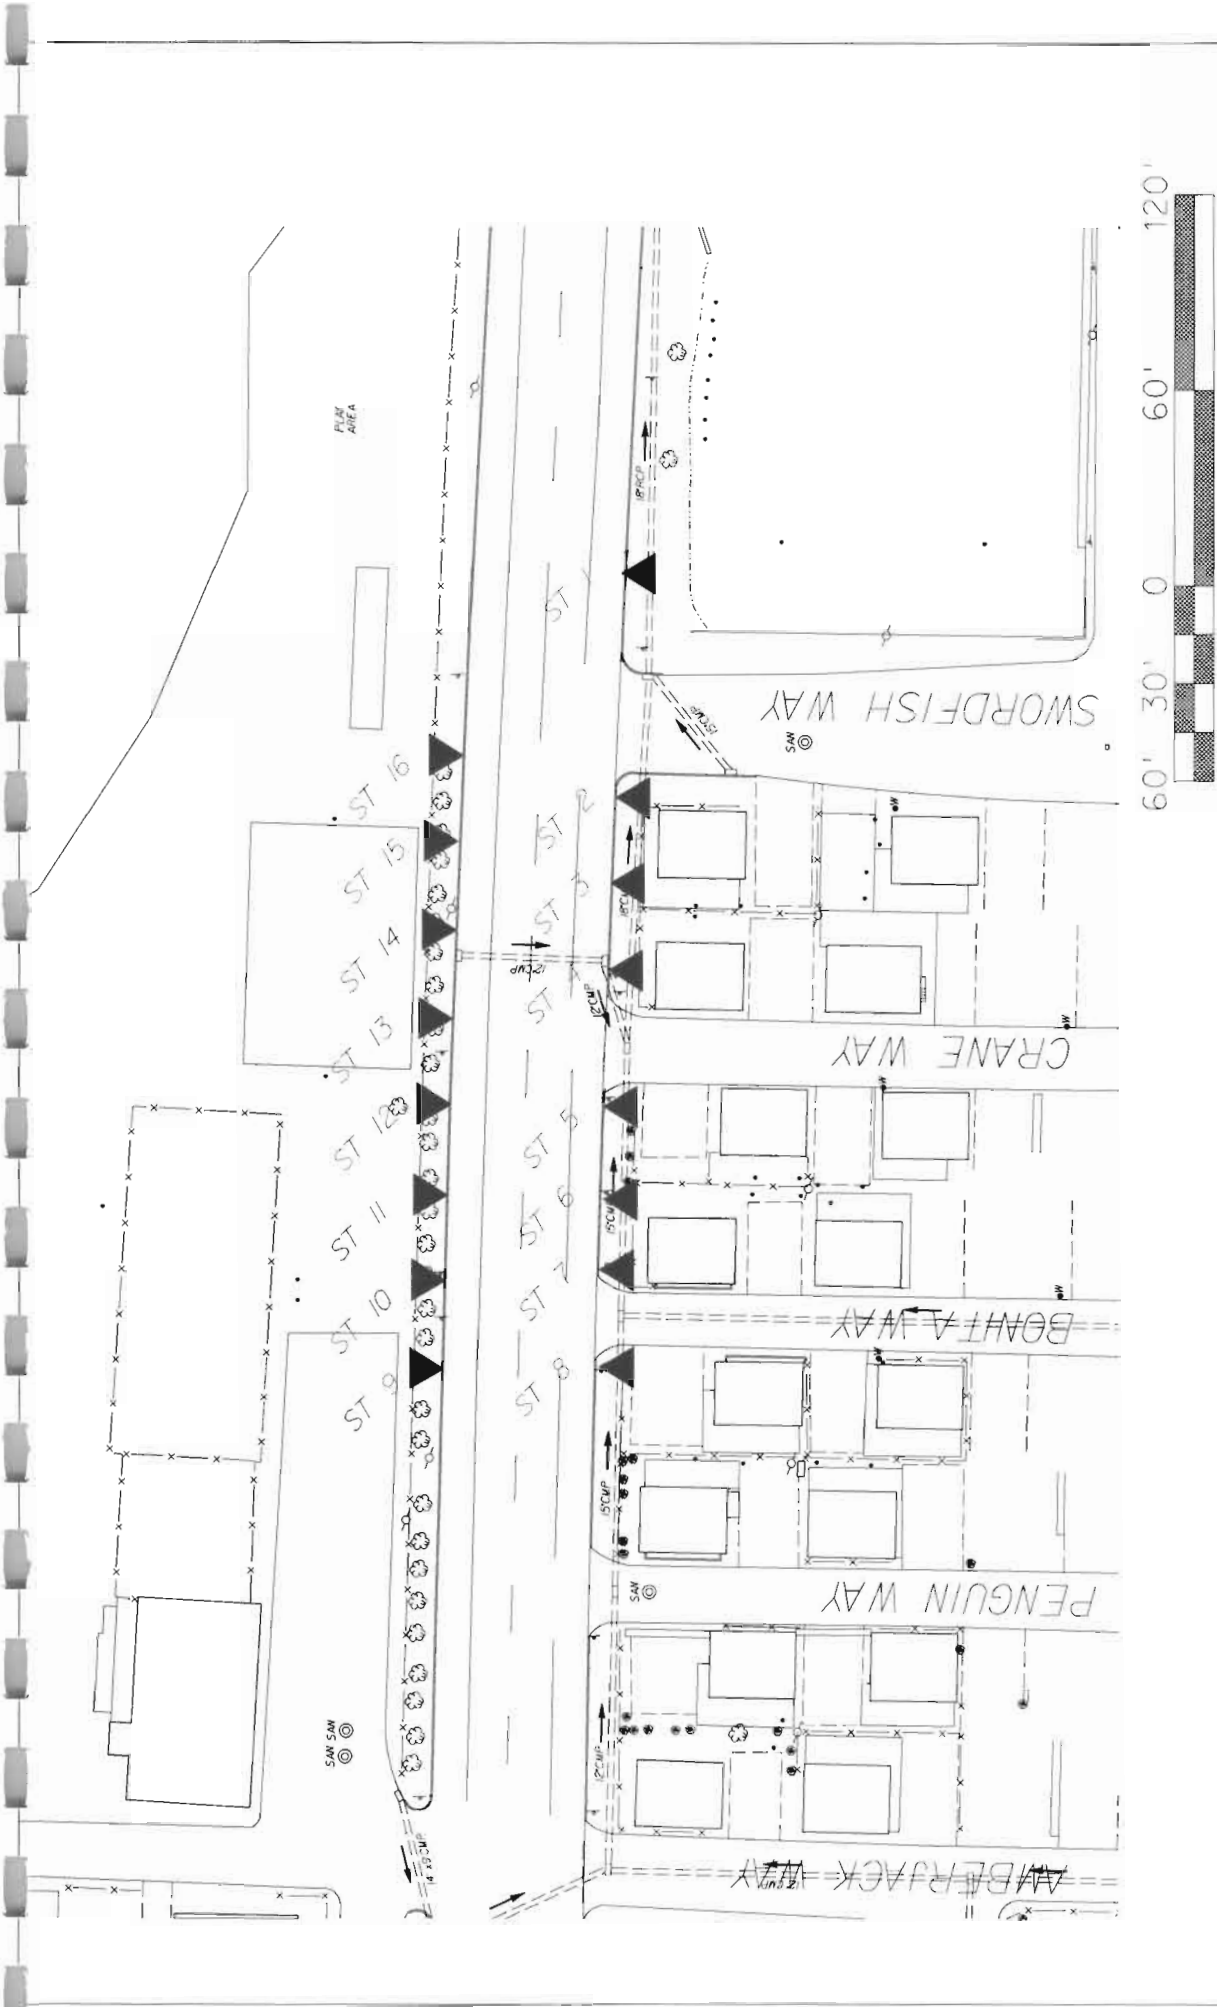 120'
60'
0
30'
60'
PLAY
AREA
18"RCP
ST 1
SWORDFISH WAY
15"CMP
SAN
ST 16
ST 2
ST 15
ST 3
18"CMP
ST 14
12"CMP
ST
12"CMP
ST 13
CRANE WAY
ST 12
ST 5
ST 11
ST 6
15"CMP
ST 10
ST 7
BONITA WAY
ST 9
ST 8
15"CMP
SAN
PENGUIN WAY
SAN SAN
12"CMP
AMBERJACK WAY
12"CMP
W
W
W
W
W